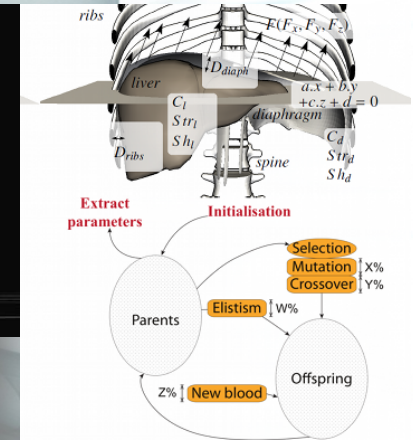 ribs
F(Fx, Fy, Fz)
Ddiaph
liver
a.x + b.y
+c.z + d = 0
Cl
Strl
Shl
diaphragm
Cd
Strd
Shd
Dribs
spine
Extract
parameters
Initialisation
Selection
Mutation X%
Crossover Y%
Elistism W%
Parents
Offspring
Z% New blood